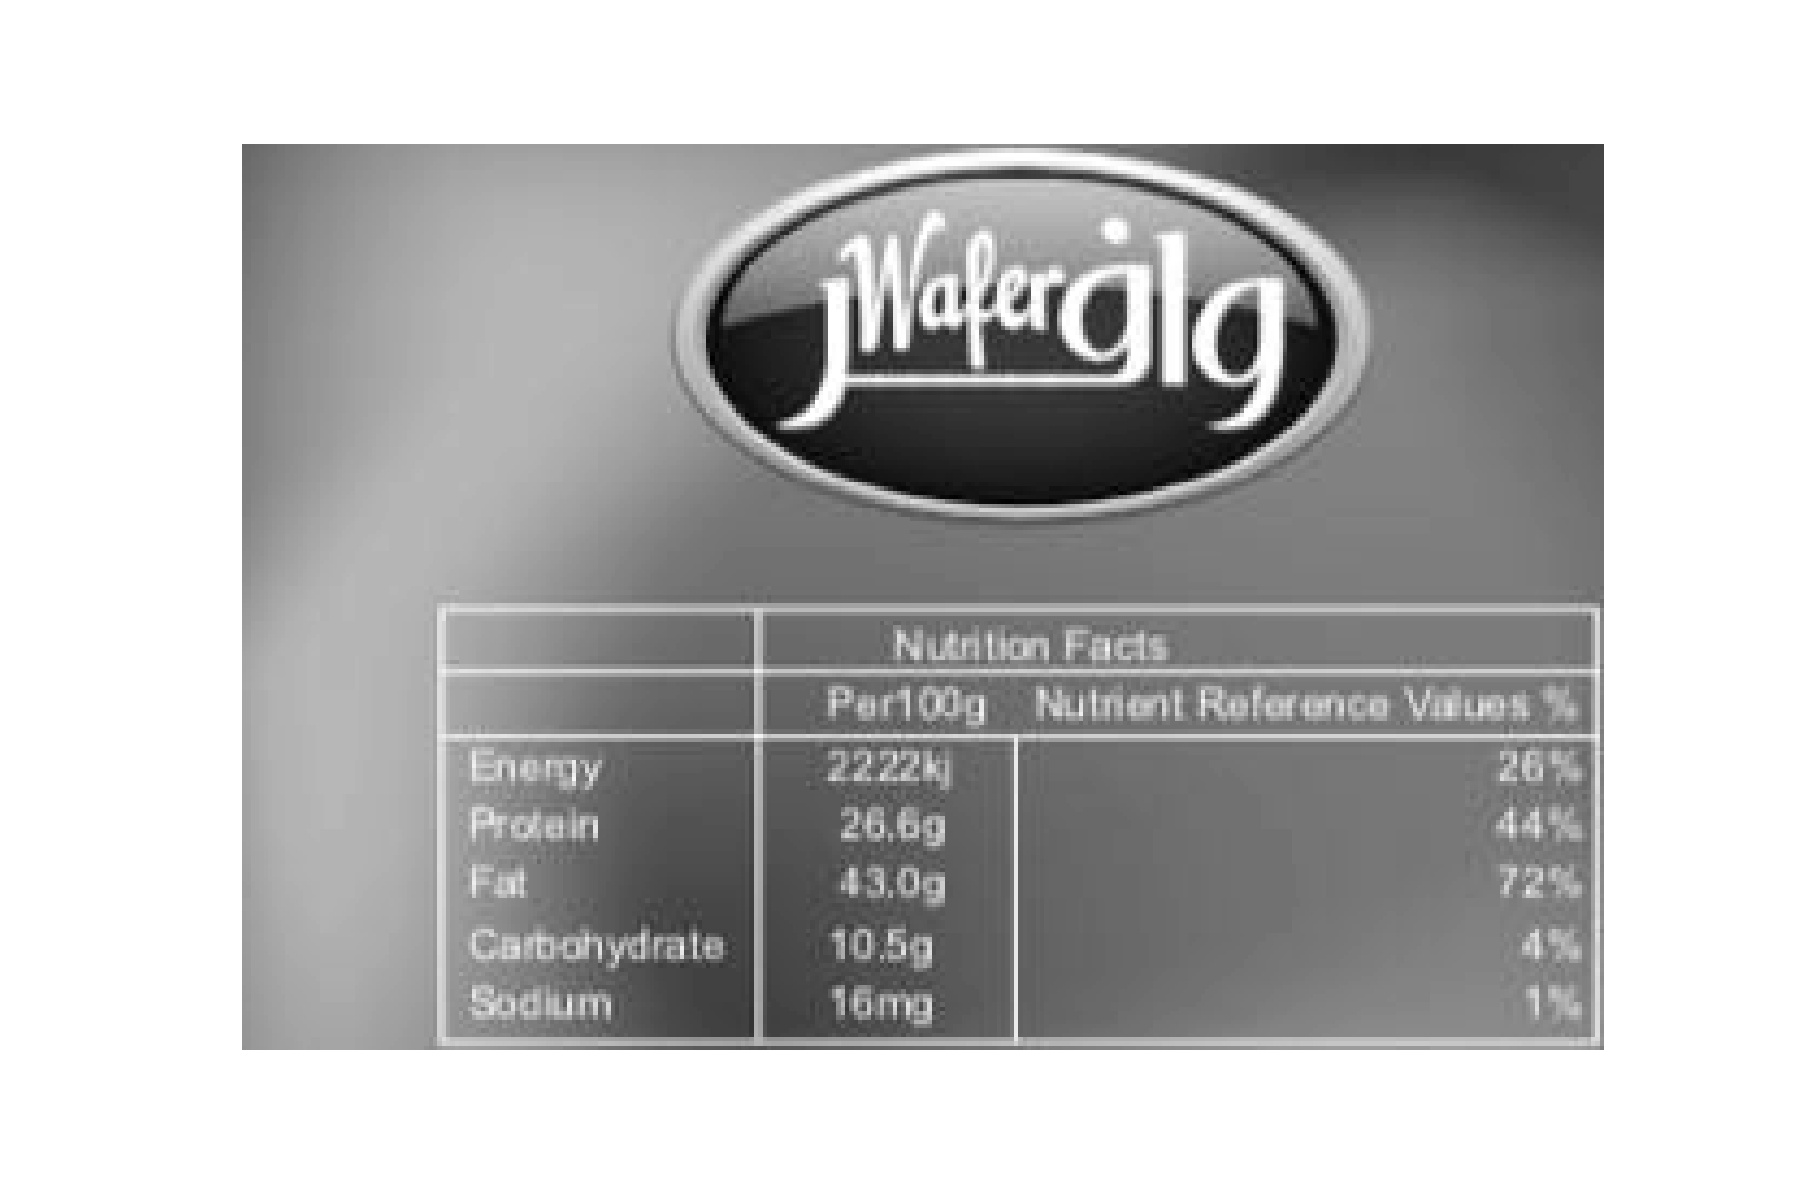 jWaferglg
Nutrition Facts
Per100g Nutrient Reference Values %
Energy 2222kj 26%
Protein 26.6g 44%
Fat 43.0g 72%
Carbohydrate 10.5g 4%
Sodium 16mg 1%